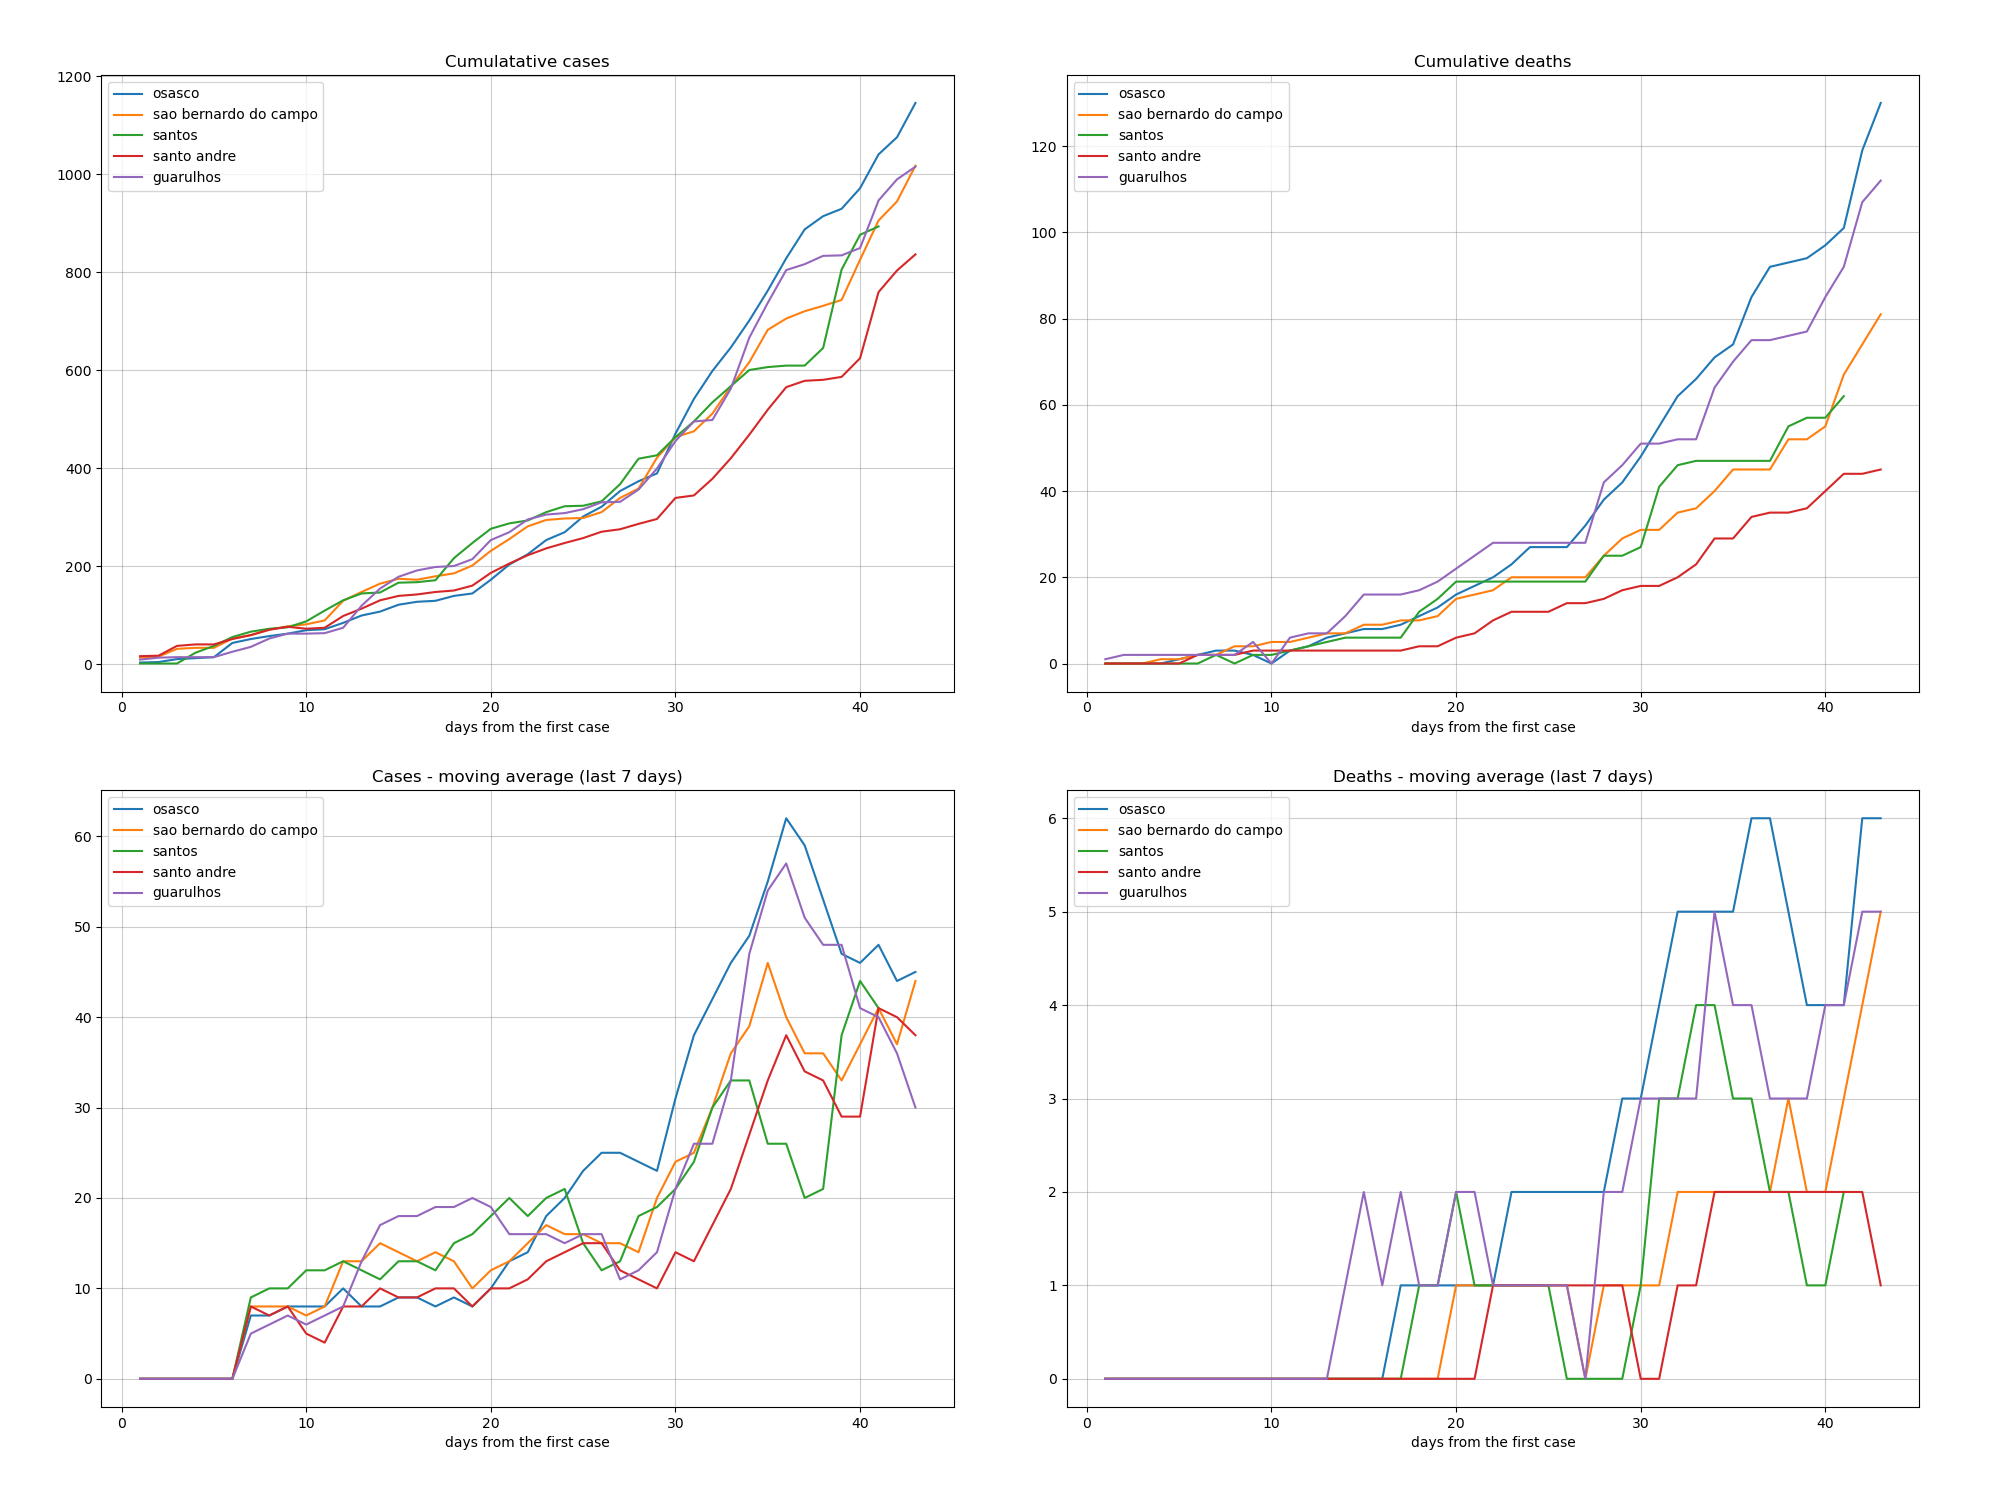 Cumulatative cases
1200
1000
800
600
400
200
0
osasco
sao bernardo do campo
santos
santo andre
guarulhos
0 10 20 30 40
days from the first case
Cumulative deaths
120
100
80
60
40
20
0
osasco
sao bernardo do campo
santos
santo andre
guarulhos
0 10 20 30 40
days from the first case
Cases - moving average (last 7 days)
60
50
40
30
20
10
0
osasco
sao bernardo do campo
santos
santo andre
guarulhos
0 10 20 30 40
days from the first case
Deaths - moving average (last 7 days)
6
5
4
3
2
1
0
osasco
sao bernardo do campo
santos
santo andre
guarulhos
0 10 20 30 40
days from the first case